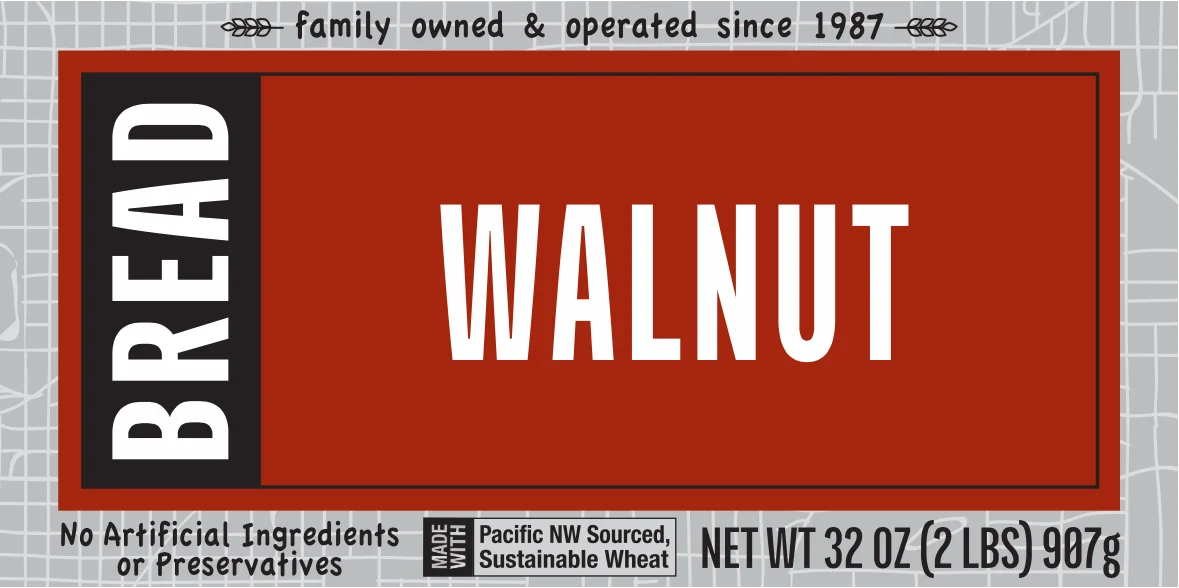 family owned & operated since 1987
BREAD
WALNUT
No Artificial Ingredients
or Preservatives
MADE
WITH
Pacific NW Sourced,
Sustainable Wheat
NET WT 32 OZ (2 LBS) 907g